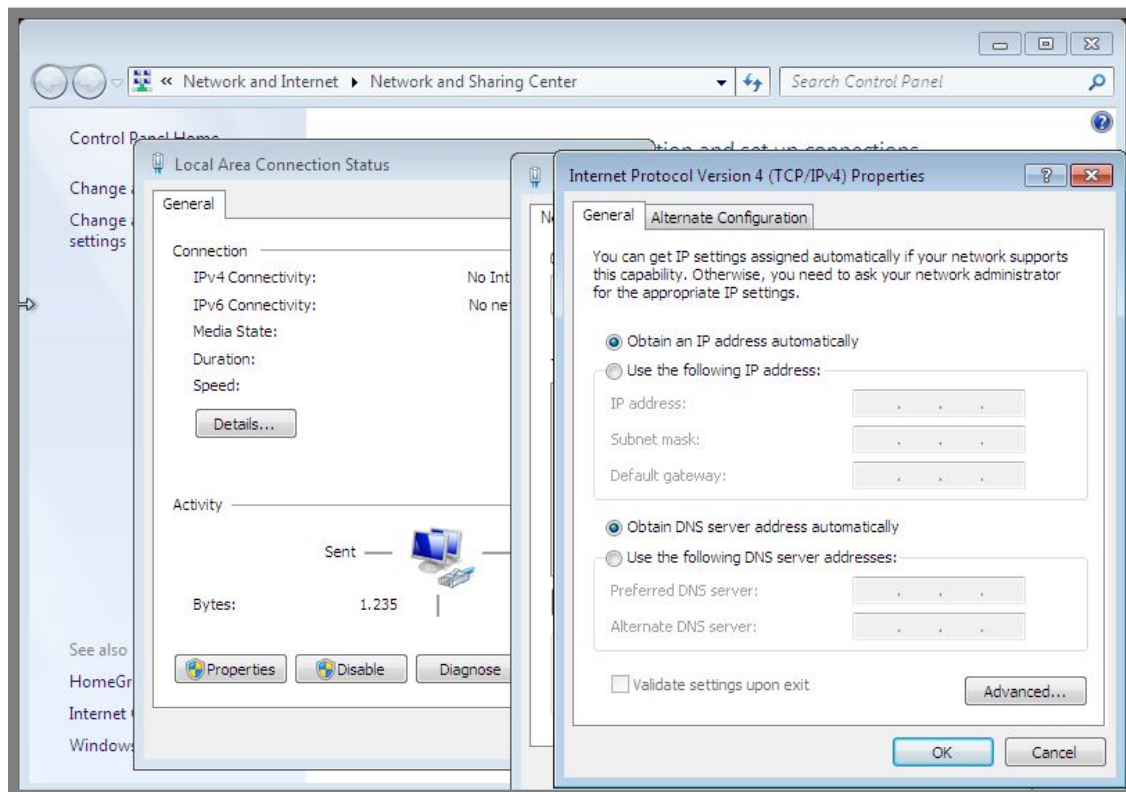 « Network and Internet ▸ Network and Sharing Center
Search Control Panel
Control Panel Home
Change
Change
settings
See also
Internet
Local Area Connection Status
General
Connection
IPv4 Connectivity: No Int
IPv6 Connectivity: No ne
Media State:
Duration:
Speed:
Details...
Activity
Sent
Bytes: 1.235
Properties Disable Diagnose
Internet Protocol Version 4 (TCP/IPv4) Properties
General Alternate Configuration
You can get IP settings assigned automatically if your network supports
this capability. Otherwise, you need to ask your network administrator
for the appropriate IP settings.
Obtain an IP address automatically
Use the following IP address:
IP address:
Subnet mask:
Default gateway:
Obtain DNS server address automatically
Use the following DNS server addresses:
Preferred DNS server:
Alternate DNS server:
Validate settings upon exit
Advanced...
OK Cancel